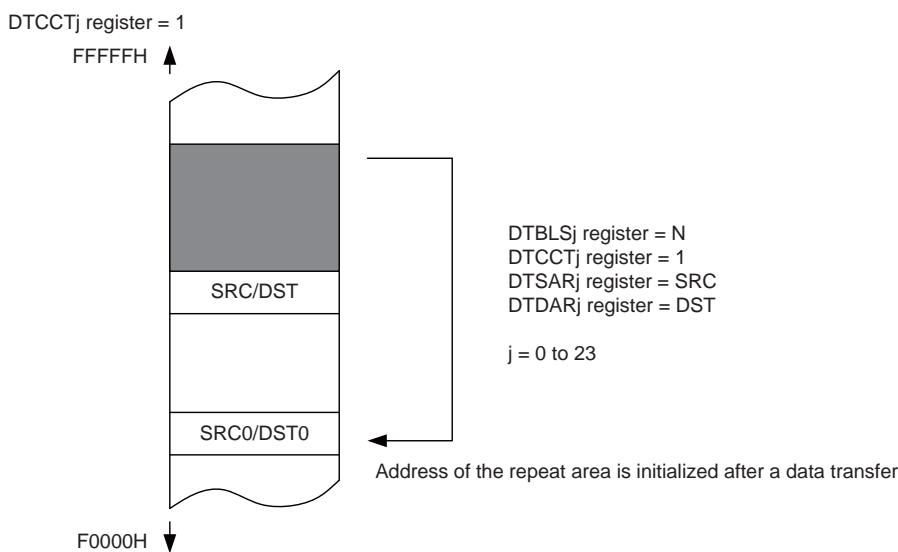 DTCCTj register = 1
FFFFFH
DTBLSj register = N
DTCCTj register = 1
DTSARj register = SRC
DTDARj register = DST
j = 0 to 23
SRC/DST
SRC0/DST0
Address of the repeat area is initialized after a data transfer
F0000H